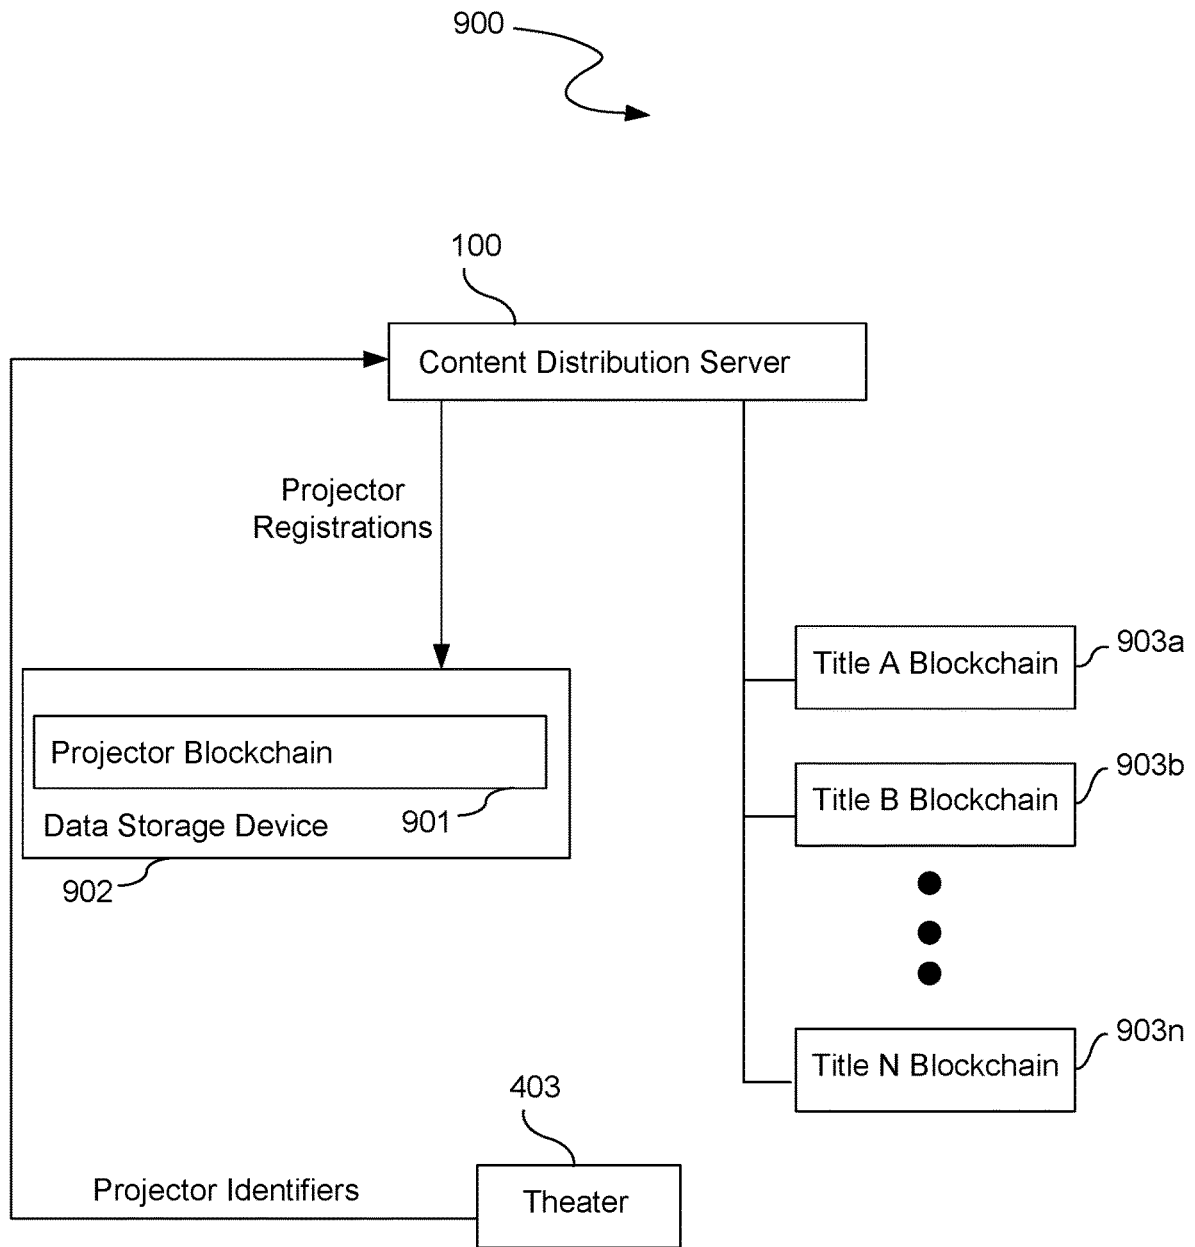 900
100
Content Distribution Server
Projector
Registrations
Title A Blockchain
903a
Projector Blockchain
901
Data Storage Device
902
Title B Blockchain
903b
Title N Blockchain
903n
403
Projector Identifiers
Theater